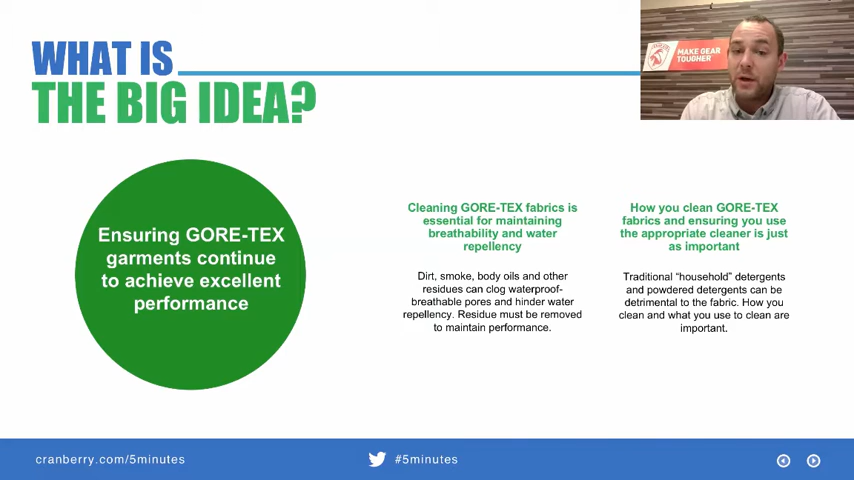 WHAT IS
THE BIG IDEA?
MAKE GEAR
TOUGHER
Ensuring GORE-TEX
garments continue
to achieve excellent
performance
Cleaning GORE-TEX fabrics is
essential for maintaining
breathability and water
repellency
Dirt, smoke, body oils and other
residues can clog waterproof-
breathable pores and hinder water
repellency. Residue must be removed
to maintain performance.
How you clean GORE-TEX
fabrics and ensuring you use
the appropriate cleaner is just
as important
Traditional “household” detergents
and powdered detergents can be
detrimental to the fabric. How you
clean and what you use to clean are
important.
cranberry.com/5minutes
#5minutes